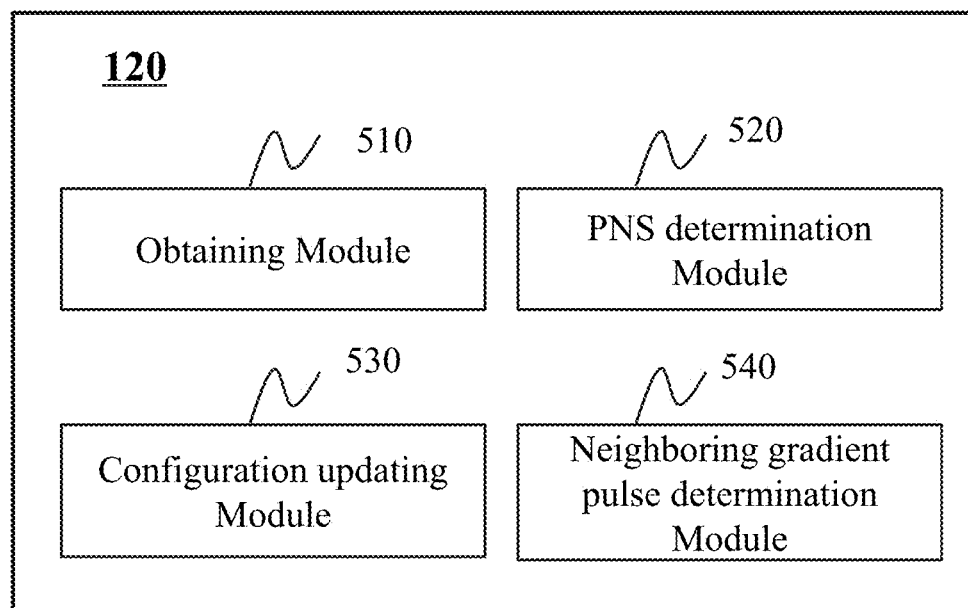 120
510
520
Obtaining Module
PNS determination
Module
530
540
Configuration updating
Module
Neighboring gradient
pulse determination
Module